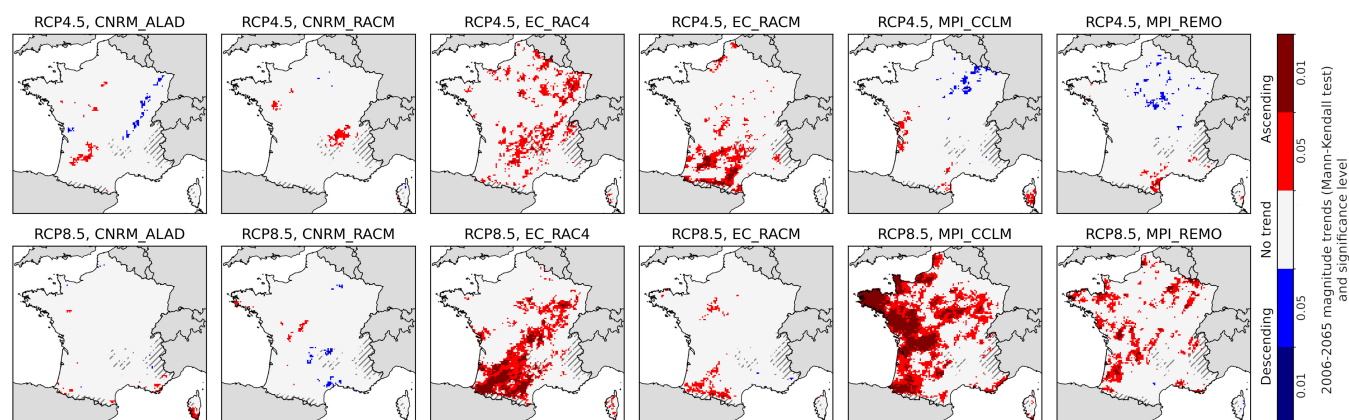 RCP4.5, CNRM_ALAD
RCP4.5, CNRM_RACM
RCP4.5, EC_RAC4
RCP4.5, EC_RACM
RCP4.5, MPI_CCLM
RCP4.5, MPI_REMO
RCP8.5, CNRM_ALAD
RCP8.5, CNRM_RACM
RCP8.5, EC_RAC4
RCP8.5, EC_RACM
RCP8.5, MPI_CCLM
RCP8.5, MPI_REMO
Ascending
No trend
Descending
0.01
0.05
0.05
0.01
2006-2065 magnitude trends (Mann-Kendall test)
and significance level